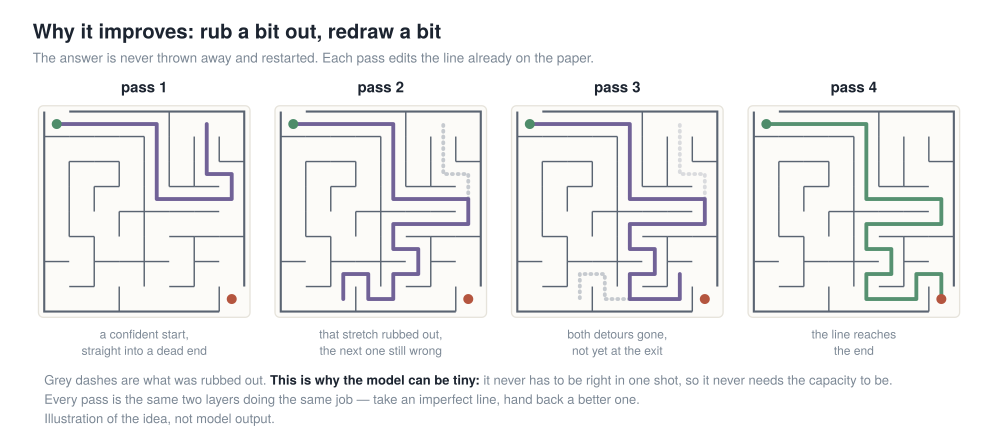 Why it improves: rub a bit out, redraw a bit
The answer is never thrown away and restarted. Each pass edits the line already on the paper.
pass 1
pass 2
pass 3
pass 4
a confident start,
straight into a dead end
that stretch rubbed out,
the next one still wrong
both detours gone,
not yet at the exit
the line reaches
the end
Grey dashes are what was rubbed out. This is why the model can be tiny: it never has to be right in one shot, so it never needs the capacity to be.
Every pass is the same two layers doing the same job — take an imperfect line, hand back a better one.
Illustration of the idea, not model output.